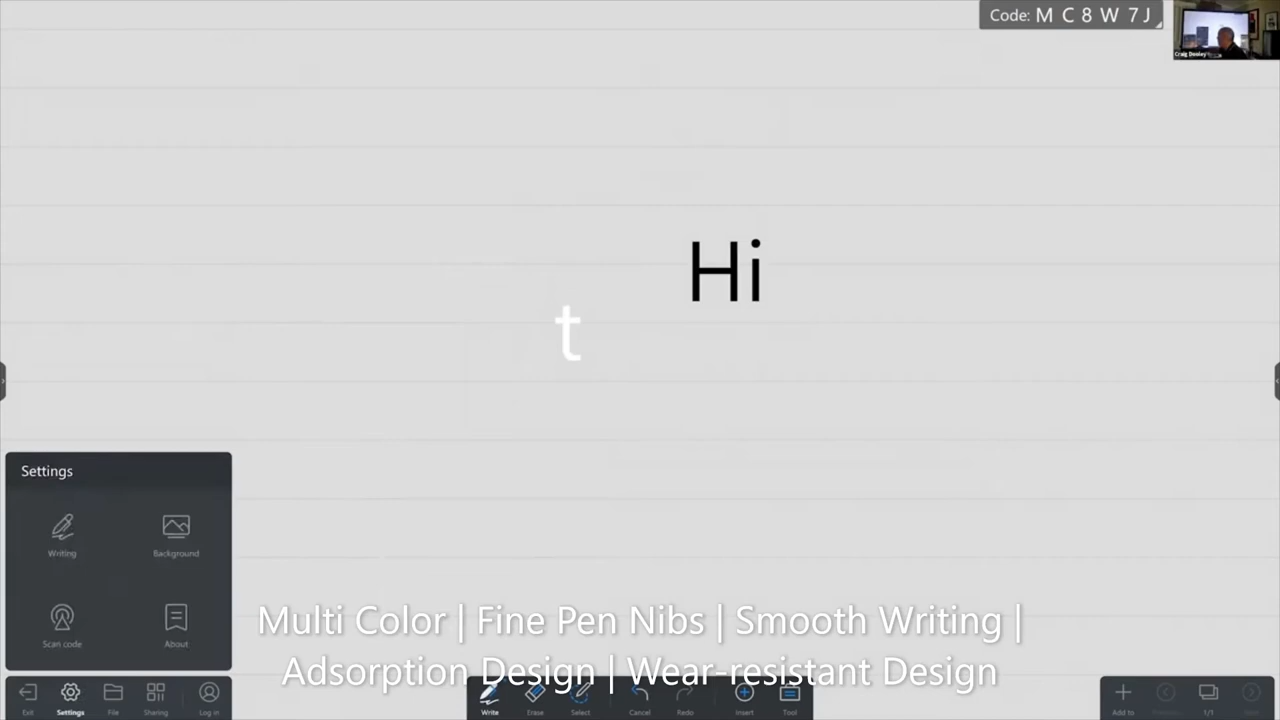 Code: M C 8 W 7 J
Hi
t
Settings
Writing
Background
Scan code
About
Multi Color | Fine Pen Nibs | Smooth Writing |
Adsorption Design | Wear-resistant Design
Exit
Settings
File
Sharing
Log in
Write
Erase
Select
Cancel
Redo
Insert
Tool
Add to
1/1